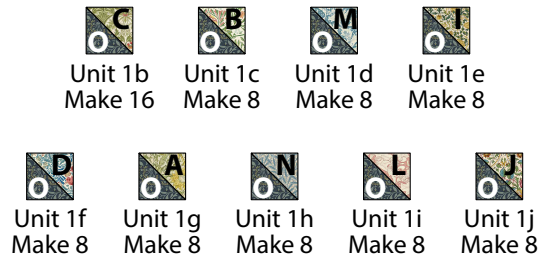 C B M I
O O O O
Unit 1b Unit 1c Unit 1d Unit 1e
Make 16 Make 8 Make 8 Make 8
D A N L J
O O O O O
Unit 1f Unit 1g Unit 1h Unit 1i Unit 1j
Make 8 Make 8 Make 8 Make 8 Make 8